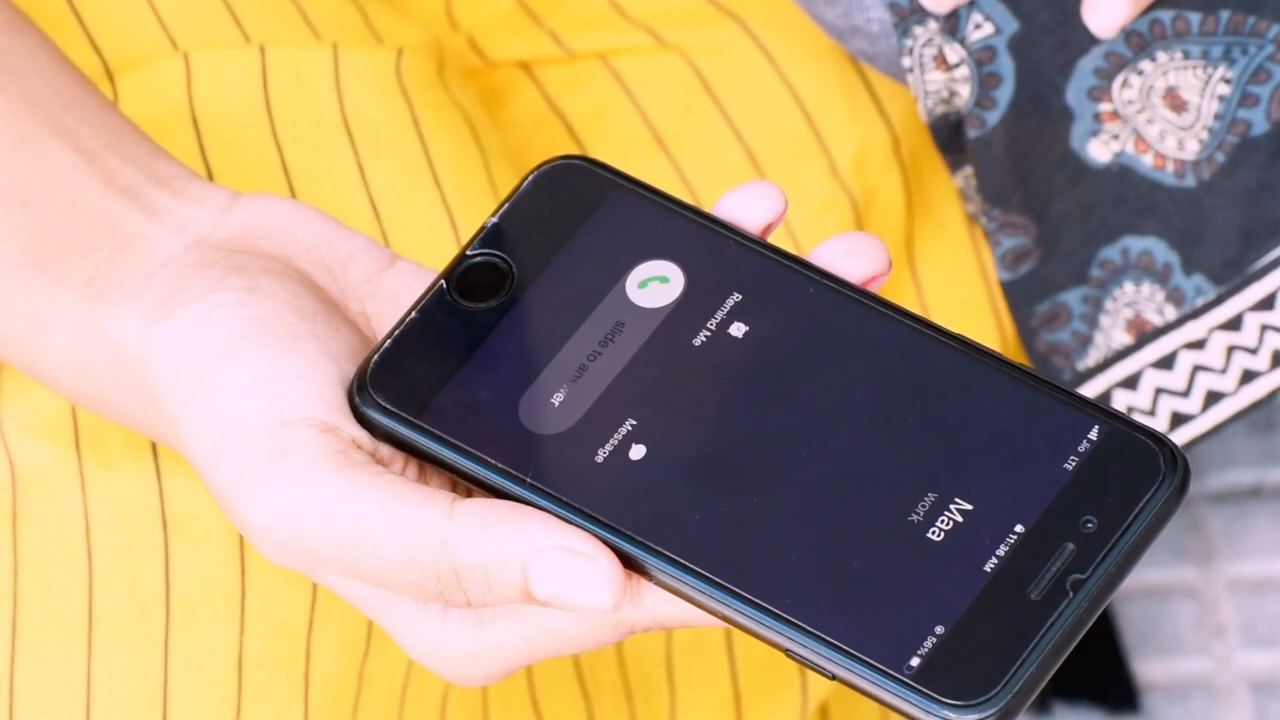 Jio LTE
11:36 AM
56%
Maa
work
Remind Me
Message
slide to answer